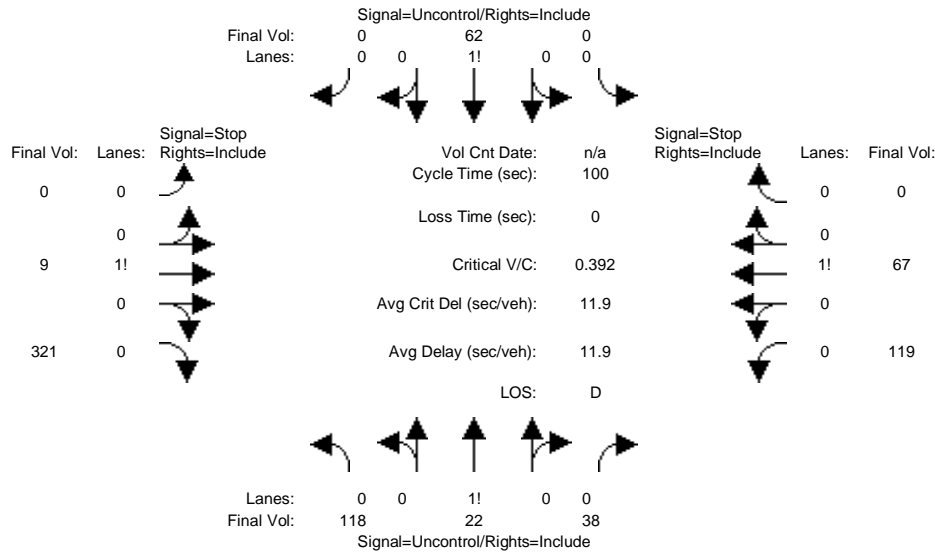 Signal=Uncontrol/Rights=Include
Final Vol: 0 62 0
Lanes: 0 0 1! 0 0
Signal=Stop
Final Vol: Lanes: Rights=Include
Vol Cnt Date: n/a
Signal=Stop
Rights=Include Lanes: Final Vol:
Cycle Time (sec): 100
0 0
0 0
Loss Time (sec): 0
0
0
9 1!
Critical V/C: 0.392
1! 67
0
Avg Crit Del (sec/veh): 11.9
0
321 0
Avg Delay (sec/veh): 11.9
0 119
LOS: D
Lanes: 0 0 1! 0 0
Final Vol: 118 22 38
Signal=Uncontrol/Rights=Include